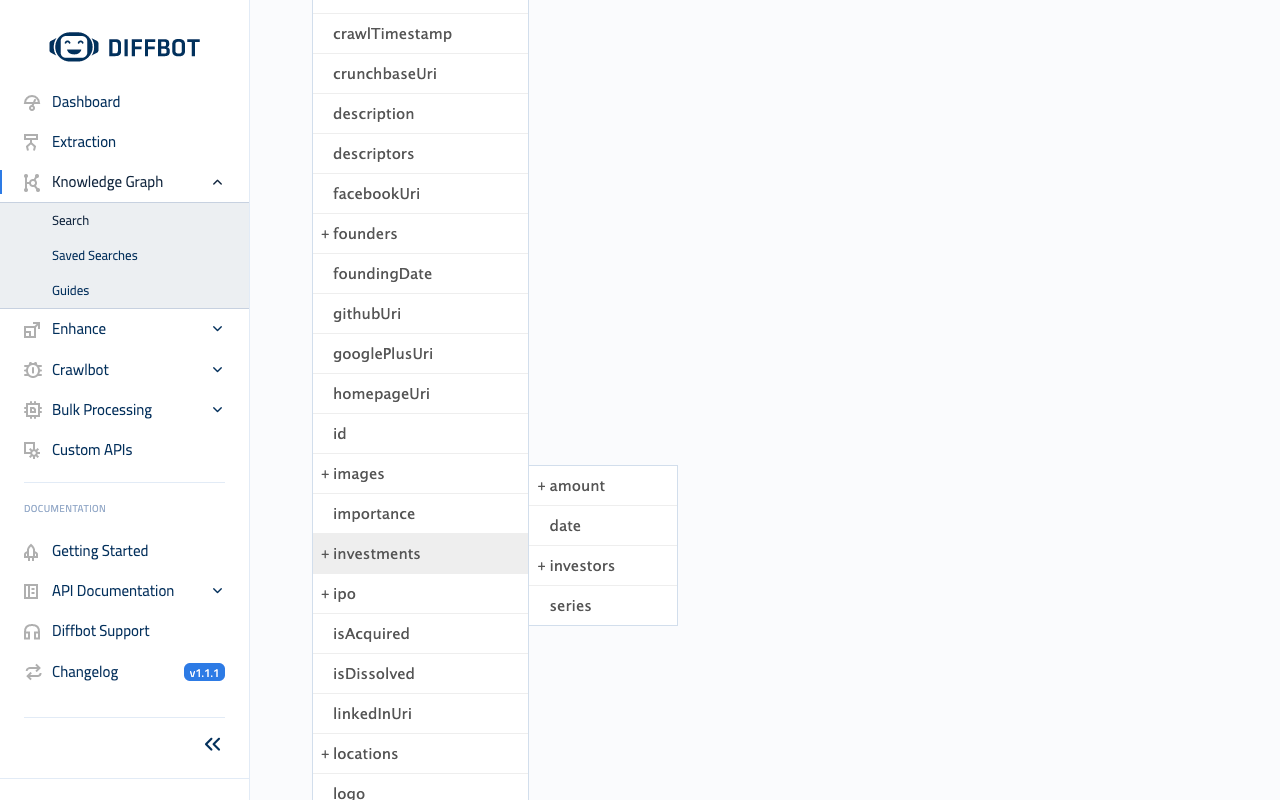 DIFFBOT
Dashboard
Extraction
Knowledge Graph
Search
Saved Searches
Guides
Enhance
Crawlbot
Bulk Processing
Custom APIs
DOCUMENTATION
Getting Started
API Documentation
Diffbot Support
Changelog v1.1.1
crawlTimestamp
crunchbaseUri
description
descriptors
facebookUri
+ founders
foundingDate
githubUri
googlePlusUri
homepageUri
id
+ images
importance
+ investments
+ ipo
isAcquired
isDissolved
linkedInUri
+ locations
logo
+ amount
date
+ investors
series